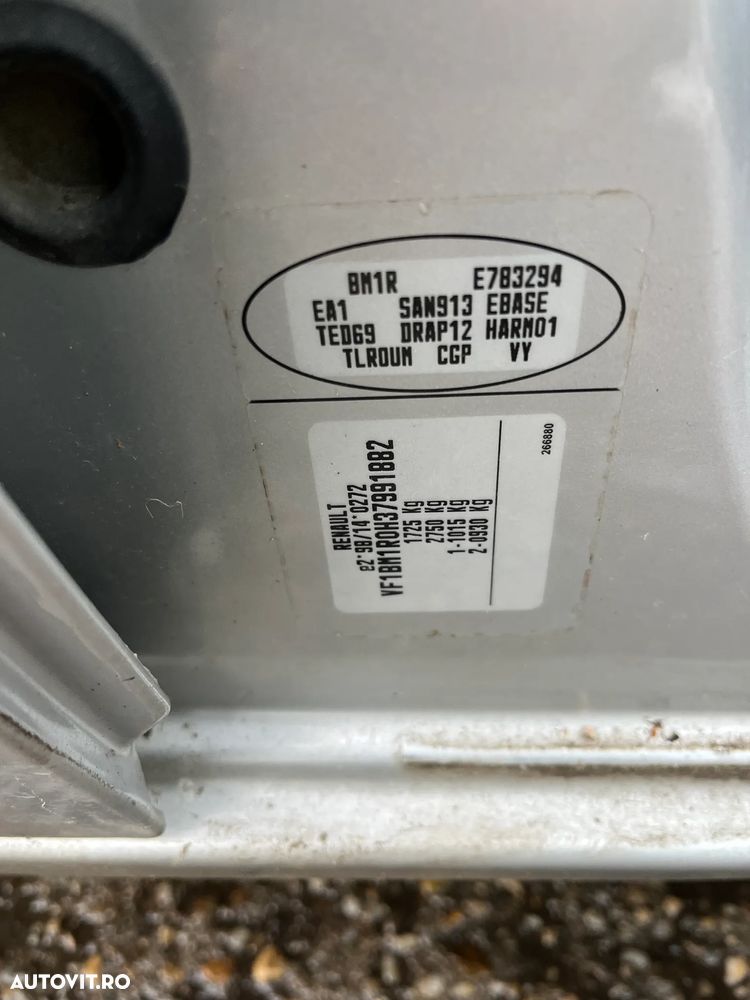 BM1R E783294
EA1 SAN913 EBASE
TED69 DRAP12 HARM01
TLROUM CGP VY
RENAULT
e2*98/14*0272
VF1BM1R0H37991882
1725 Kg
2750 Kg
1-1015 Kg
2-0930 Kg
266880
AUTOVIT.RO